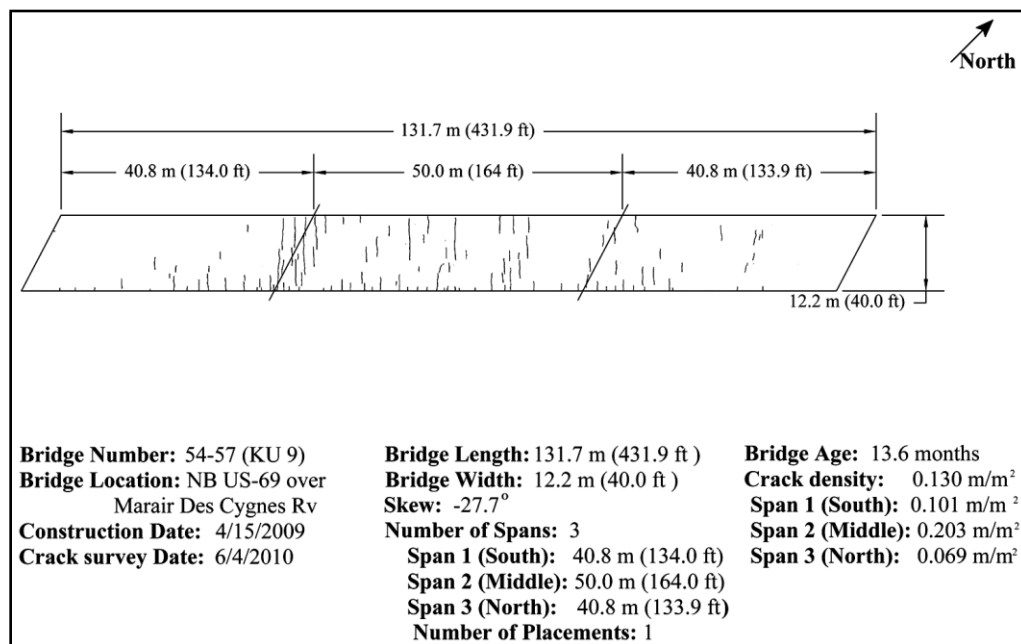 North
131.7 m (431.9 ft)
40.8 m (134.0 ft)
50.0 m (164 ft)
40.8 m (133.9 ft)
12.2 m (40.0 ft)
Bridge Number: 54-57 (KU 9)
Bridge Location: NB US-69 over
Marair Des Cygnes Rv
Construction Date: 4/15/2009
Crack survey Date: 6/4/2010
Bridge Length: 131.7 m (431.9 ft )
Bridge Width: 12.2 m (40.0 ft )
Skew: -27.7°
Number of Spans: 3
Span 1 (South): 40.8 m (134.0 ft)
Span 2 (Middle): 50.0 m (164.0 ft)
Span 3 (North): 40.8 m (133.9 ft)
Number of Placements: 1
Bridge Age: 13.6 months
Crack density: 0.130 m/m²
Span 1 (South): 0.101 m/m ²
Span 2 (Middle): 0.203 m/m²
Span 3 (North): 0.069 m/m²